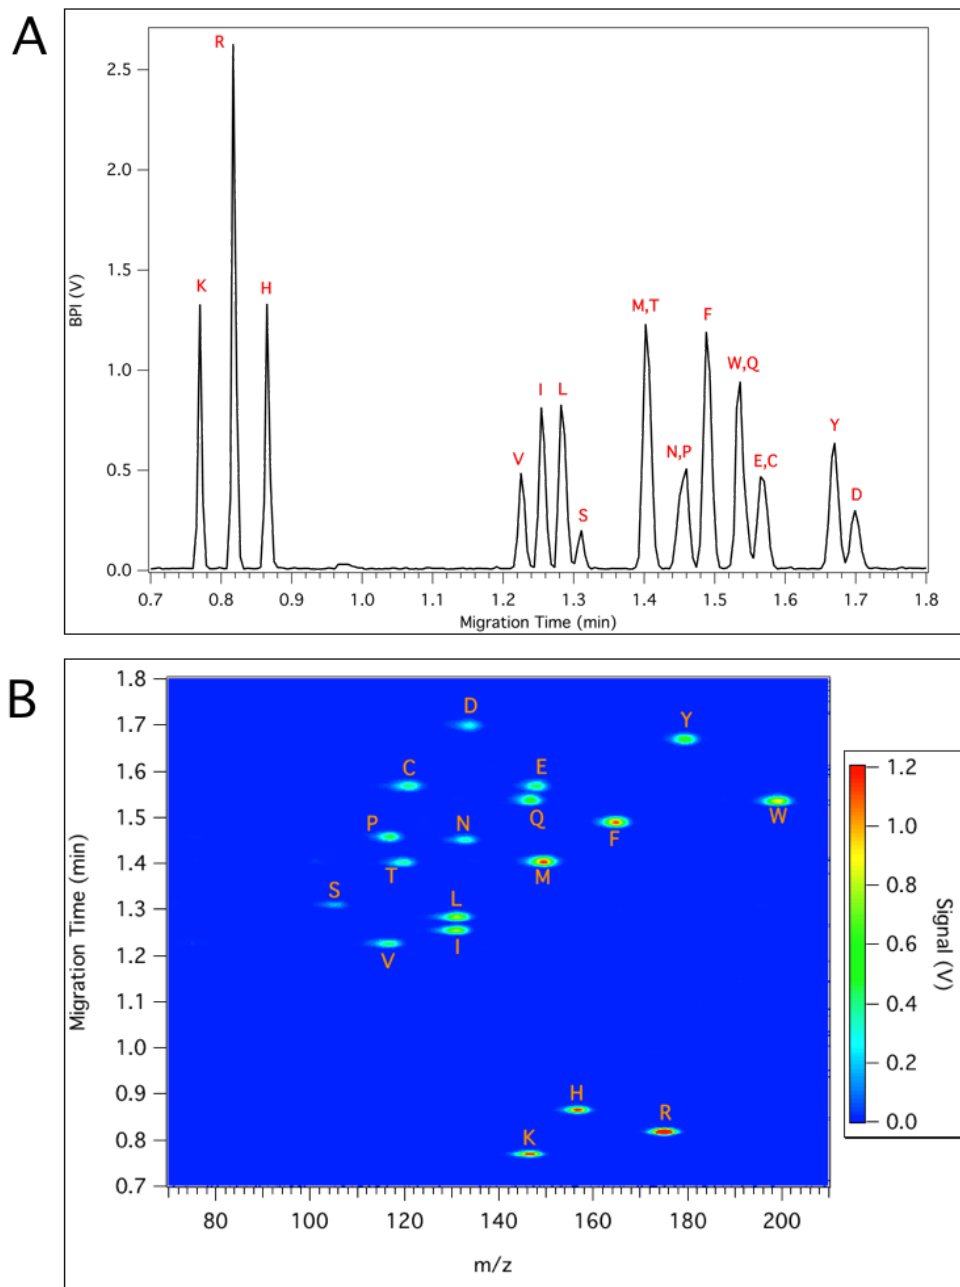 A
R
2.5
2.0
K
H
1.5
M,T
F
BPI (V)
W,Q
1.0
I
L
Y
V
N,P
E,C
0.5
S
D
0.0
0.7 0.8 0.9 1.0 1.1 1.2 1.3 1.4 1.5 1.6 1.7 1.8
Migration Time (min)
B
1.8
D
Y
1.7
C
E
1.6
1.2
P
N
Q
F
W
1.5
1.0
T
M
1.4
S
L
0.8
1.3
V
I
1.2
0.6
Migration Time (min)
Signal (V)
1.1
0.4
1.0
0.2
H
R
0.9
0.0
K
0.8
0.7
80 100 120 140 160 180 200
m/z